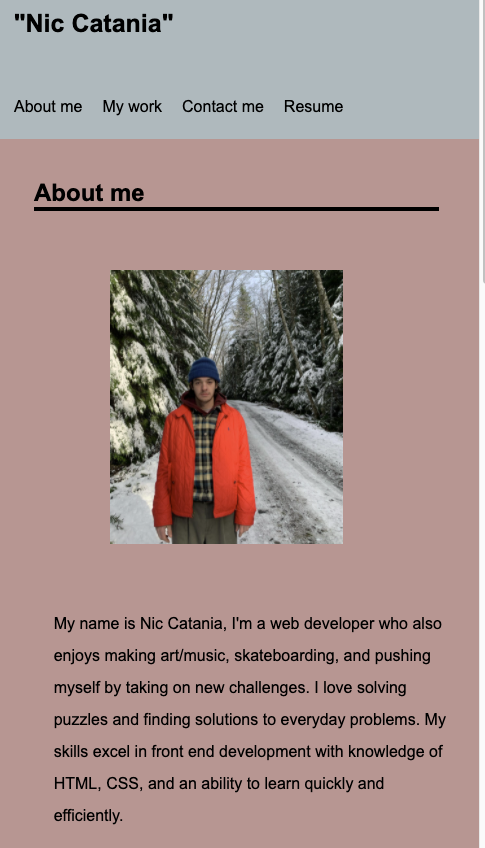 "Nic Catania"
About me My work Contact me Resume
About me
My name is Nic Catania, I'm a web developer who also
enjoys making art/music, skateboarding, and pushing
myself by taking on new challenges. I love solving
puzzles and finding solutions to everyday problems. My
skills excel in front end development with knowledge of
HTML, CSS, and an ability to learn quickly and
efficiently.